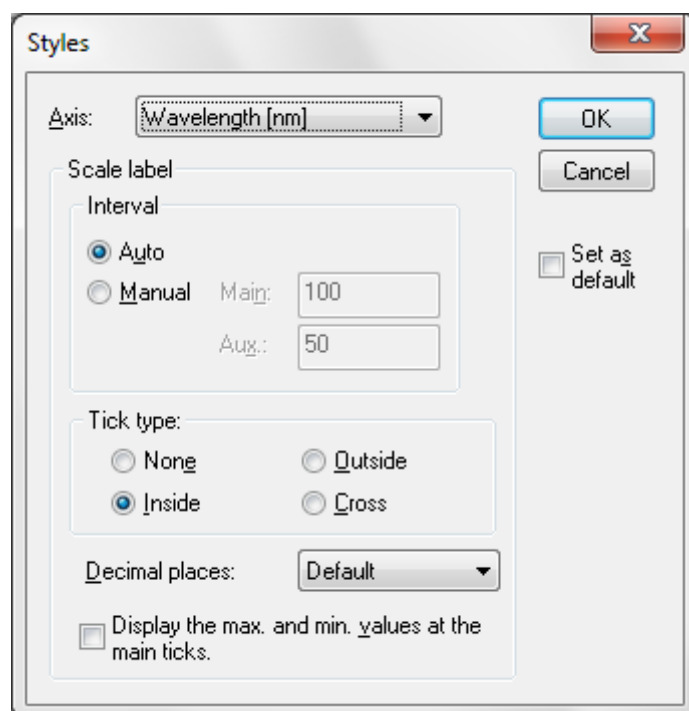 Styles
Axis: Wavelength [nm]
OK
Cancel
Set as
default
Scale label
Interval
Auto
Manual Main: 100
Aux.: 50
Tick type:
None Outside
Inside Cross
Decimal places: Default
Display the max. and min. values at the
main ticks.